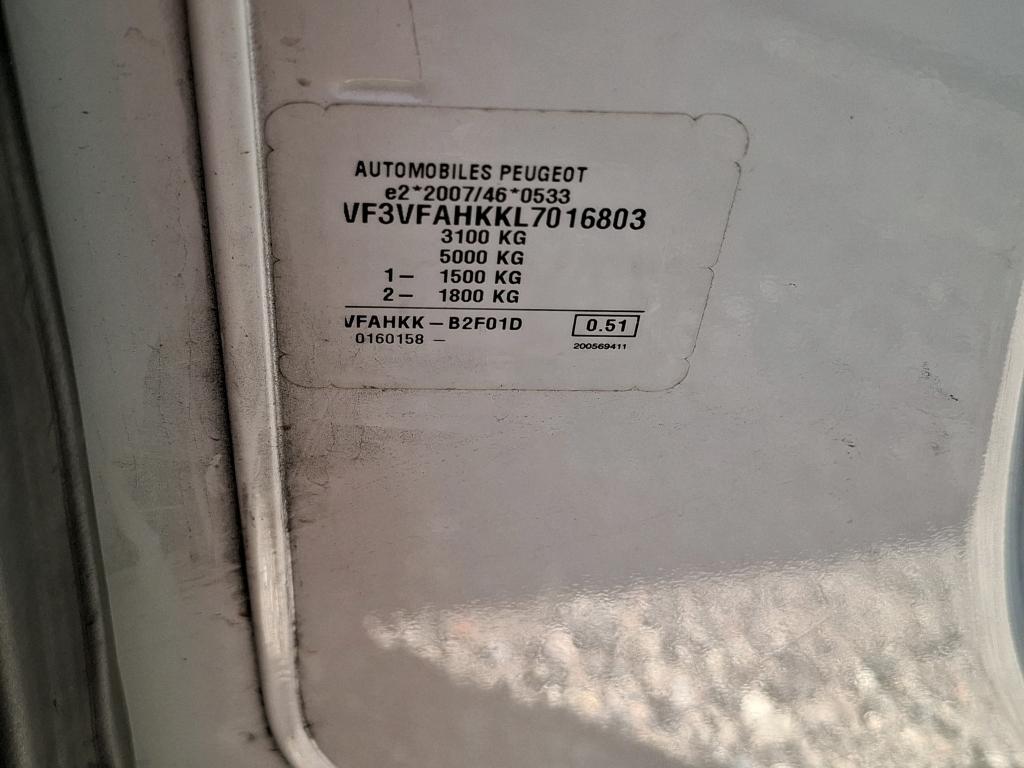 AUTOMOBILES PEUGEOT
e2*2007/46*0533
VF3VFAHKKL7016803
3100 KG
5000 KG
1 – 1500 KG
2 – 1800 KG
VFAHKK – B2F01D 0.51
0160158 – 200569411